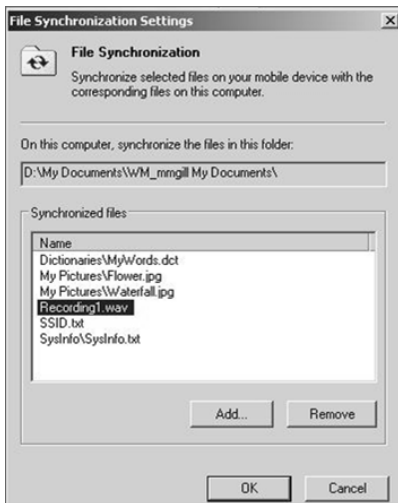 File Synchronization Settings
File Synchronization
Synchronize selected files on your mobile device with the
corresponding files on this computer.
On this computer, synchronize the files in this folder:
D:\My Documents\WM_mmgill My Documents\
Synchronized files
Name
Dictionaries\MyWords.dct
My Pictures\Flower.jpg
My Pictures\Waterfall.jpg
Recording1.wav
SSID.txt
SysInfo\SysInfo.txt
Add... Remove
OK Cancel